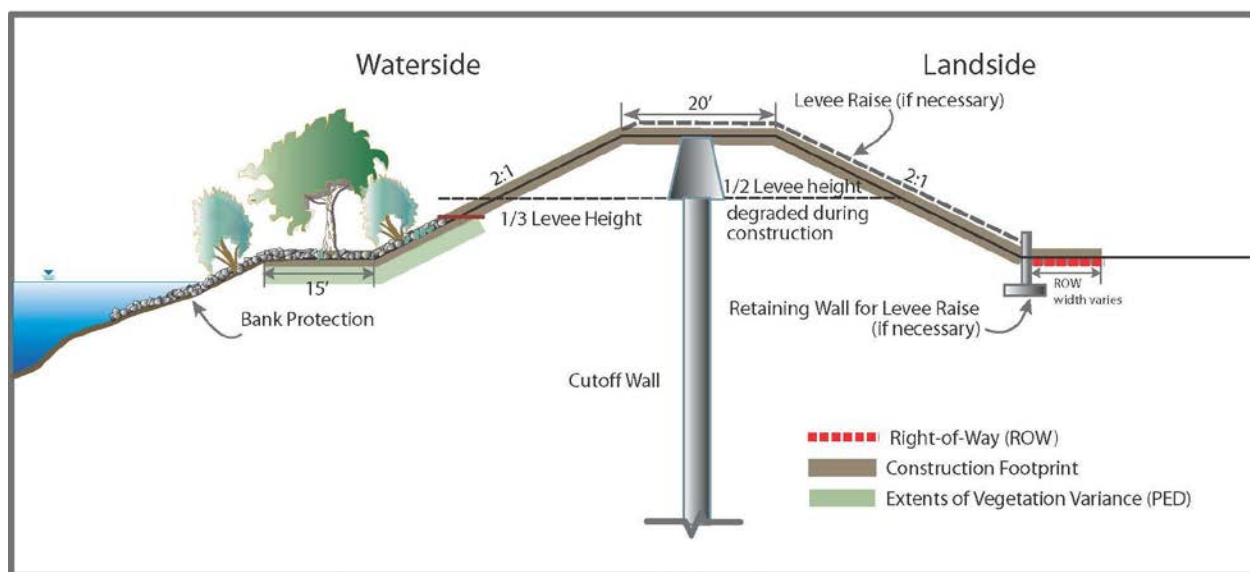 Waterside
Landside
20'
Levee Raise (if necessary)
2:1
2:1
1/2 Levee height
degraded during
construction
1/3 Levee Height
15'
Bank Protection
ROW
width varies
Retaining Wall for Levee Raise
(if necessary)
Cutoff Wall
Right-of-Way (ROW)
Construction Footprint
Extents of Vegetation Variance (PED)